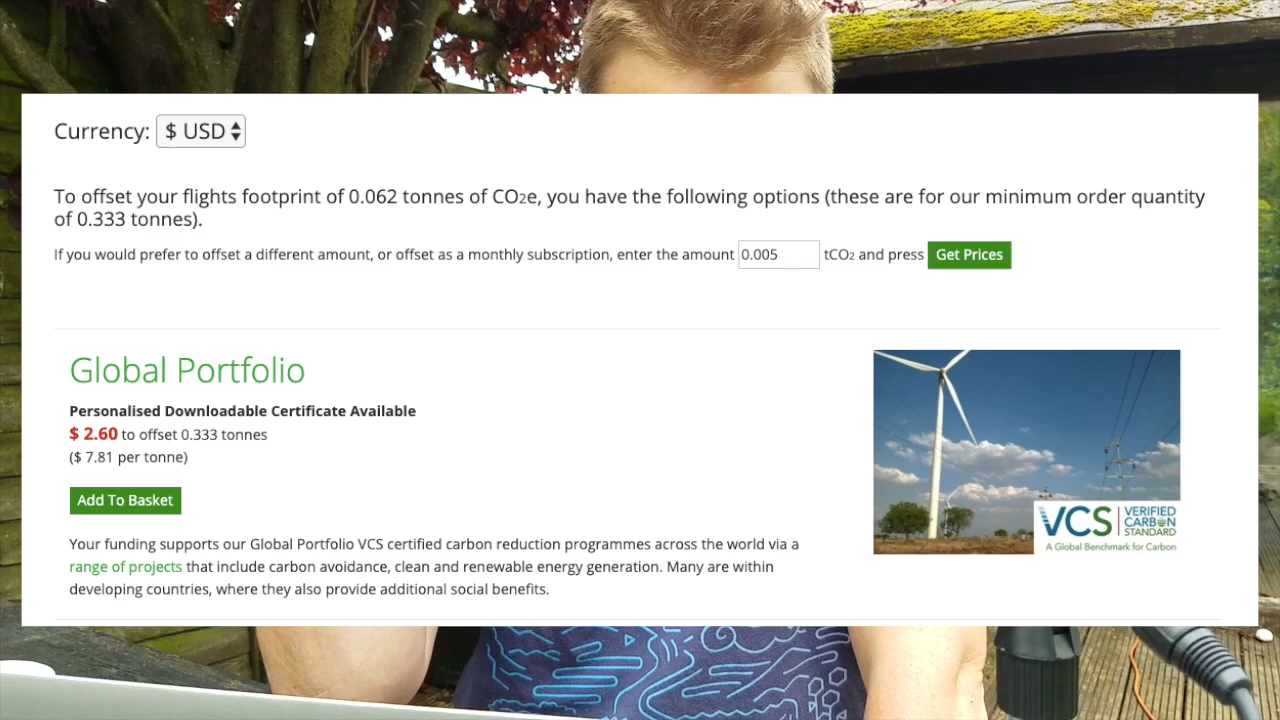 Currency: $ USD
To offset your flights footprint of 0.062 tonnes of CO2e, you have the following options (these are for our minimum order quantity
of 0.333 tonnes).
If you would prefer to offset a different amount, or offset as a monthly subscription, enter the amount 0.005 tCO2 and press Get Prices
Global Portfolio
Personalised Downloadable Certificate Available
$ 2.60 to offset 0.333 tonnes
($ 7.81 per tonne)
Add To Basket
Your funding supports our Global Portfolio VCS certified carbon reduction programmes across the world via a
range of projects that include carbon avoidance, clean and renewable energy generation. Many are within
developing countries, where they also provide additional social benefits.
VCS
VERIFIED
CARBON
STANDARD
A Global Benchmark for Carbon